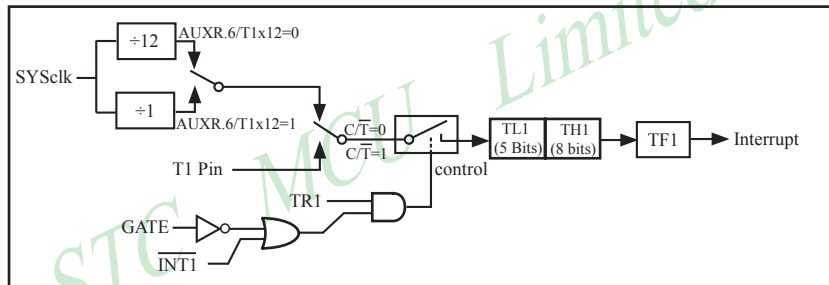 ÷12
AUXR.6/T1x12=0
SYSclk
÷1
AUXR.6/T1x12=1
C/T̅=0
C/T̅=1
T1 Pin
control
TL1
(5 Bits)
TH1
(8 bits)
TF1
Interrupt
TR1
GATE
I̅N̅T̅1̅
STC MCU Limited